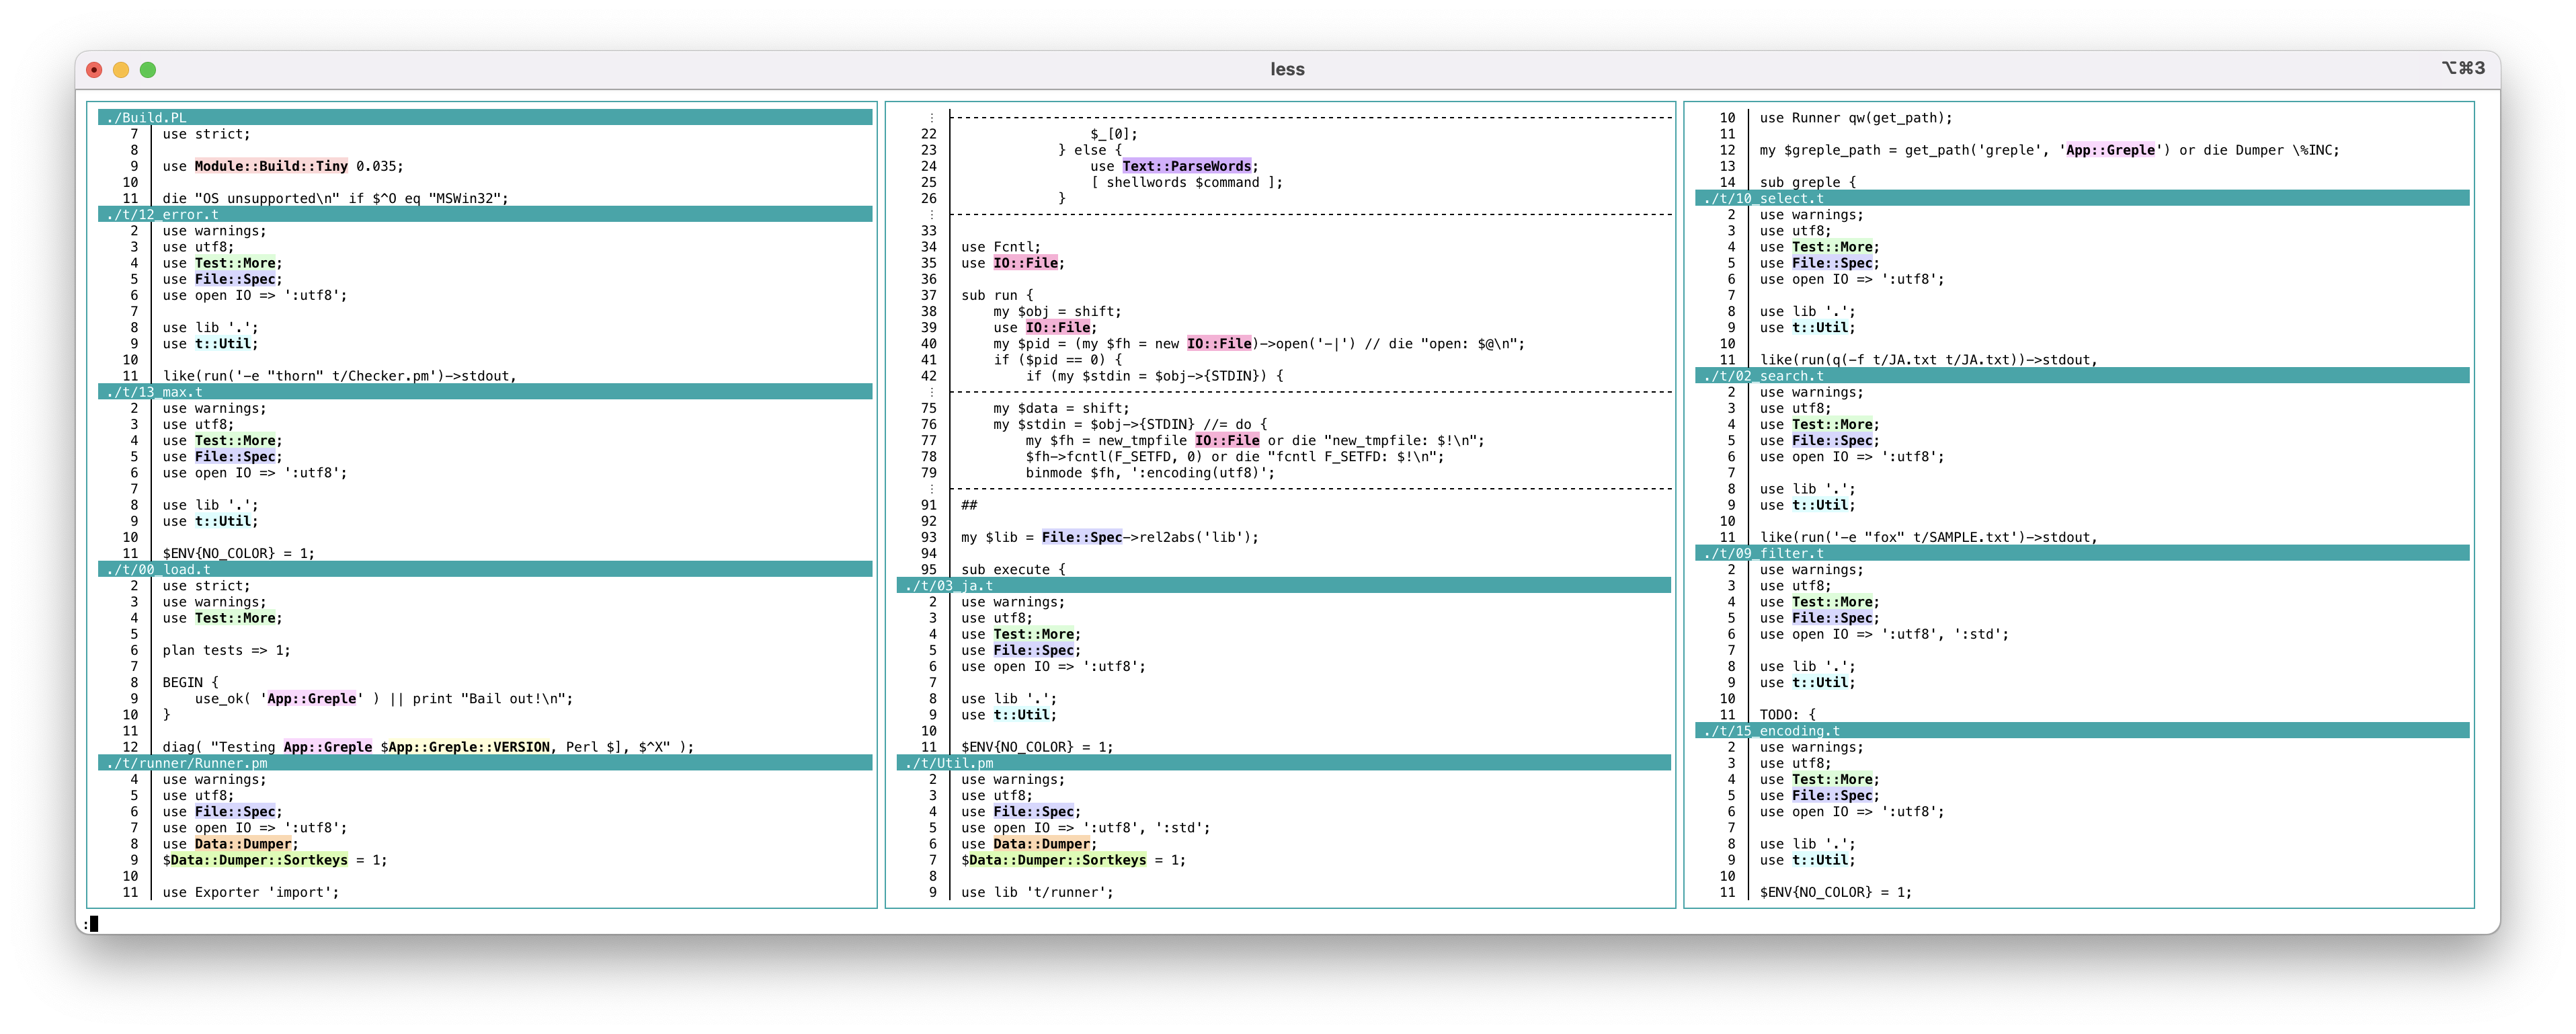 less
⌥⌘3
./Build.PL
7 use strict;
8
9 use Module::Build::Tiny 0.035;
10
11 die "OS unsupported\n" if $^O eq "MSWin32";
./t/12_error.t
2 use warnings;
3 use utf8;
4 use Test::More;
5 use File::Spec;
6 use open IO => ':utf8';
7
8 use lib '.';
9 use t::Util;
10
11 like(run('-e "thorn" t/Checker.pm')->stdout,
./t/13_max.t
2 use warnings;
3 use utf8;
4 use Test::More;
5 use File::Spec;
6 use open IO => ':utf8';
7
8 use lib '.';
9 use t::Util;
10
11 $ENV{NO_COLOR} = 1;
./t/00_load.t
2 use strict;
3 use warnings;
4 use Test::More;
5
6 plan tests => 1;
7
8 BEGIN {
9     use_ok( 'App::Greple' ) || print "Bail out!\n";
10 }
11
12 diag( "Testing App::Greple $App::Greple::VERSION, Perl $], $^X" );
./t/runner/Runner.pm
4 use warnings;
5 use utf8;
6 use File::Spec;
7 use open IO => ':utf8';
8 use Data::Dumper;
9 $Data::Dumper::Sortkeys = 1;
10
11 use Exporter 'import';
22                 $_[0];
23             } else {
24                 use Text::ParseWords;
25                 [ shellwords $command ];
26             }
33
34 use Fcntl;
35 use IO::File;
36
37 sub run {
38     my $obj = shift;
39     use IO::File;
40     my $pid = (my $fh = new IO::File)->open('-|') // die "open: $@\n";
41     if ($pid == 0) {
42         if (my $stdin = $obj->{STDIN}) {
75     my $data = shift;
76     my $stdin = $obj->{STDIN} //= do {
77         my $fh = new_tmpfile IO::File or die "new_tmpfile: $!\n";
78         $fh->fcntl(F_SETFD, 0) or die "fcntl F_SETFD: $!\n";
79         binmode $fh, ':encoding(utf8)';
91 ##
92
93 my $lib = File::Spec->rel2abs('lib');
94
95 sub execute {
./t/03_ja.t
2 use warnings;
3 use utf8;
4 use Test::More;
5 use File::Spec;
6 use open IO => ':utf8';
7
8 use lib '.';
9 use t::Util;
10
11 $ENV{NO_COLOR} = 1;
./t/Util.pm
2 use warnings;
3 use utf8;
4 use File::Spec;
5 use open IO => ':utf8', ':std';
6 use Data::Dumper;
7 $Data::Dumper::Sortkeys = 1;
8
9 use lib 't/runner';
10 use Runner qw(get_path);
11
12 my $greple_path = get_path('greple', 'App::Greple') or die Dumper \%INC;
13
14 sub greple {
./t/10_select.t
2 use warnings;
3 use utf8;
4 use Test::More;
5 use File::Spec;
6 use open IO => ':utf8';
7
8 use lib '.';
9 use t::Util;
10
11 like(run(q(-f t/JA.txt t/JA.txt))->stdout,
./t/02_search.t
2 use warnings;
3 use utf8;
4 use Test::More;
5 use File::Spec;
6 use open IO => ':utf8';
7
8 use lib '.';
9 use t::Util;
10
11 like(run('-e "fox" t/SAMPLE.txt')->stdout,
./t/09_filter.t
2 use warnings;
3 use utf8;
4 use Test::More;
5 use File::Spec;
6 use open IO => ':utf8', ':std';
7
8 use lib '.';
9 use t::Util;
10
11 TODO: {
./t/15_encoding.t
2 use warnings;
3 use utf8;
4 use Test::More;
5 use File::Spec;
6 use open IO => ':utf8';
7
8 use lib '.';
9 use t::Util;
10
11 $ENV{NO_COLOR} = 1;
: